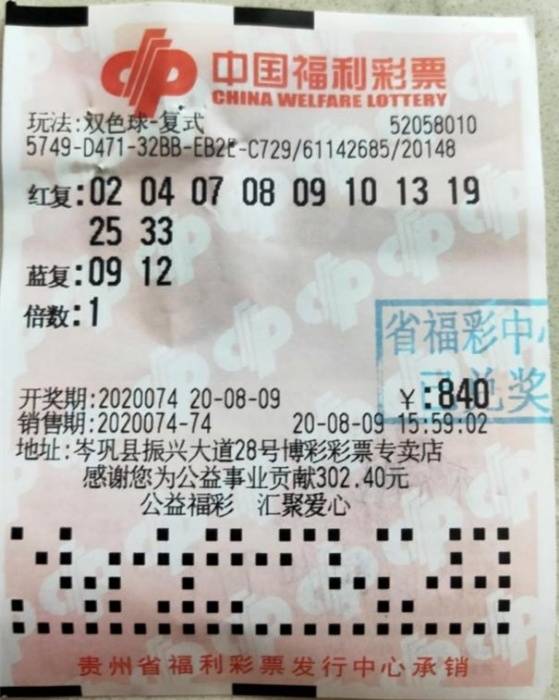 中国福利彩票
CHINA WELFARE LOTTERY
玩法:双色球-复式 52058010
5749-D471-32BB-EB2E-C729/61142685/20148
红复:02 04 07 08 09 10 13 19
25 33
蓝复:09 12
倍数:1
省福彩中
已兑奖
开奖期:2020074 20-08-09 ¥:840
销售期:2020074-74 20-08-09 15:59:02
地址:岑巩县振兴大道28号博彩彩票专卖店
感谢您为公益事业贡献302.40元
公益福彩 汇聚爱心
贵州省福利彩票发行中心承销